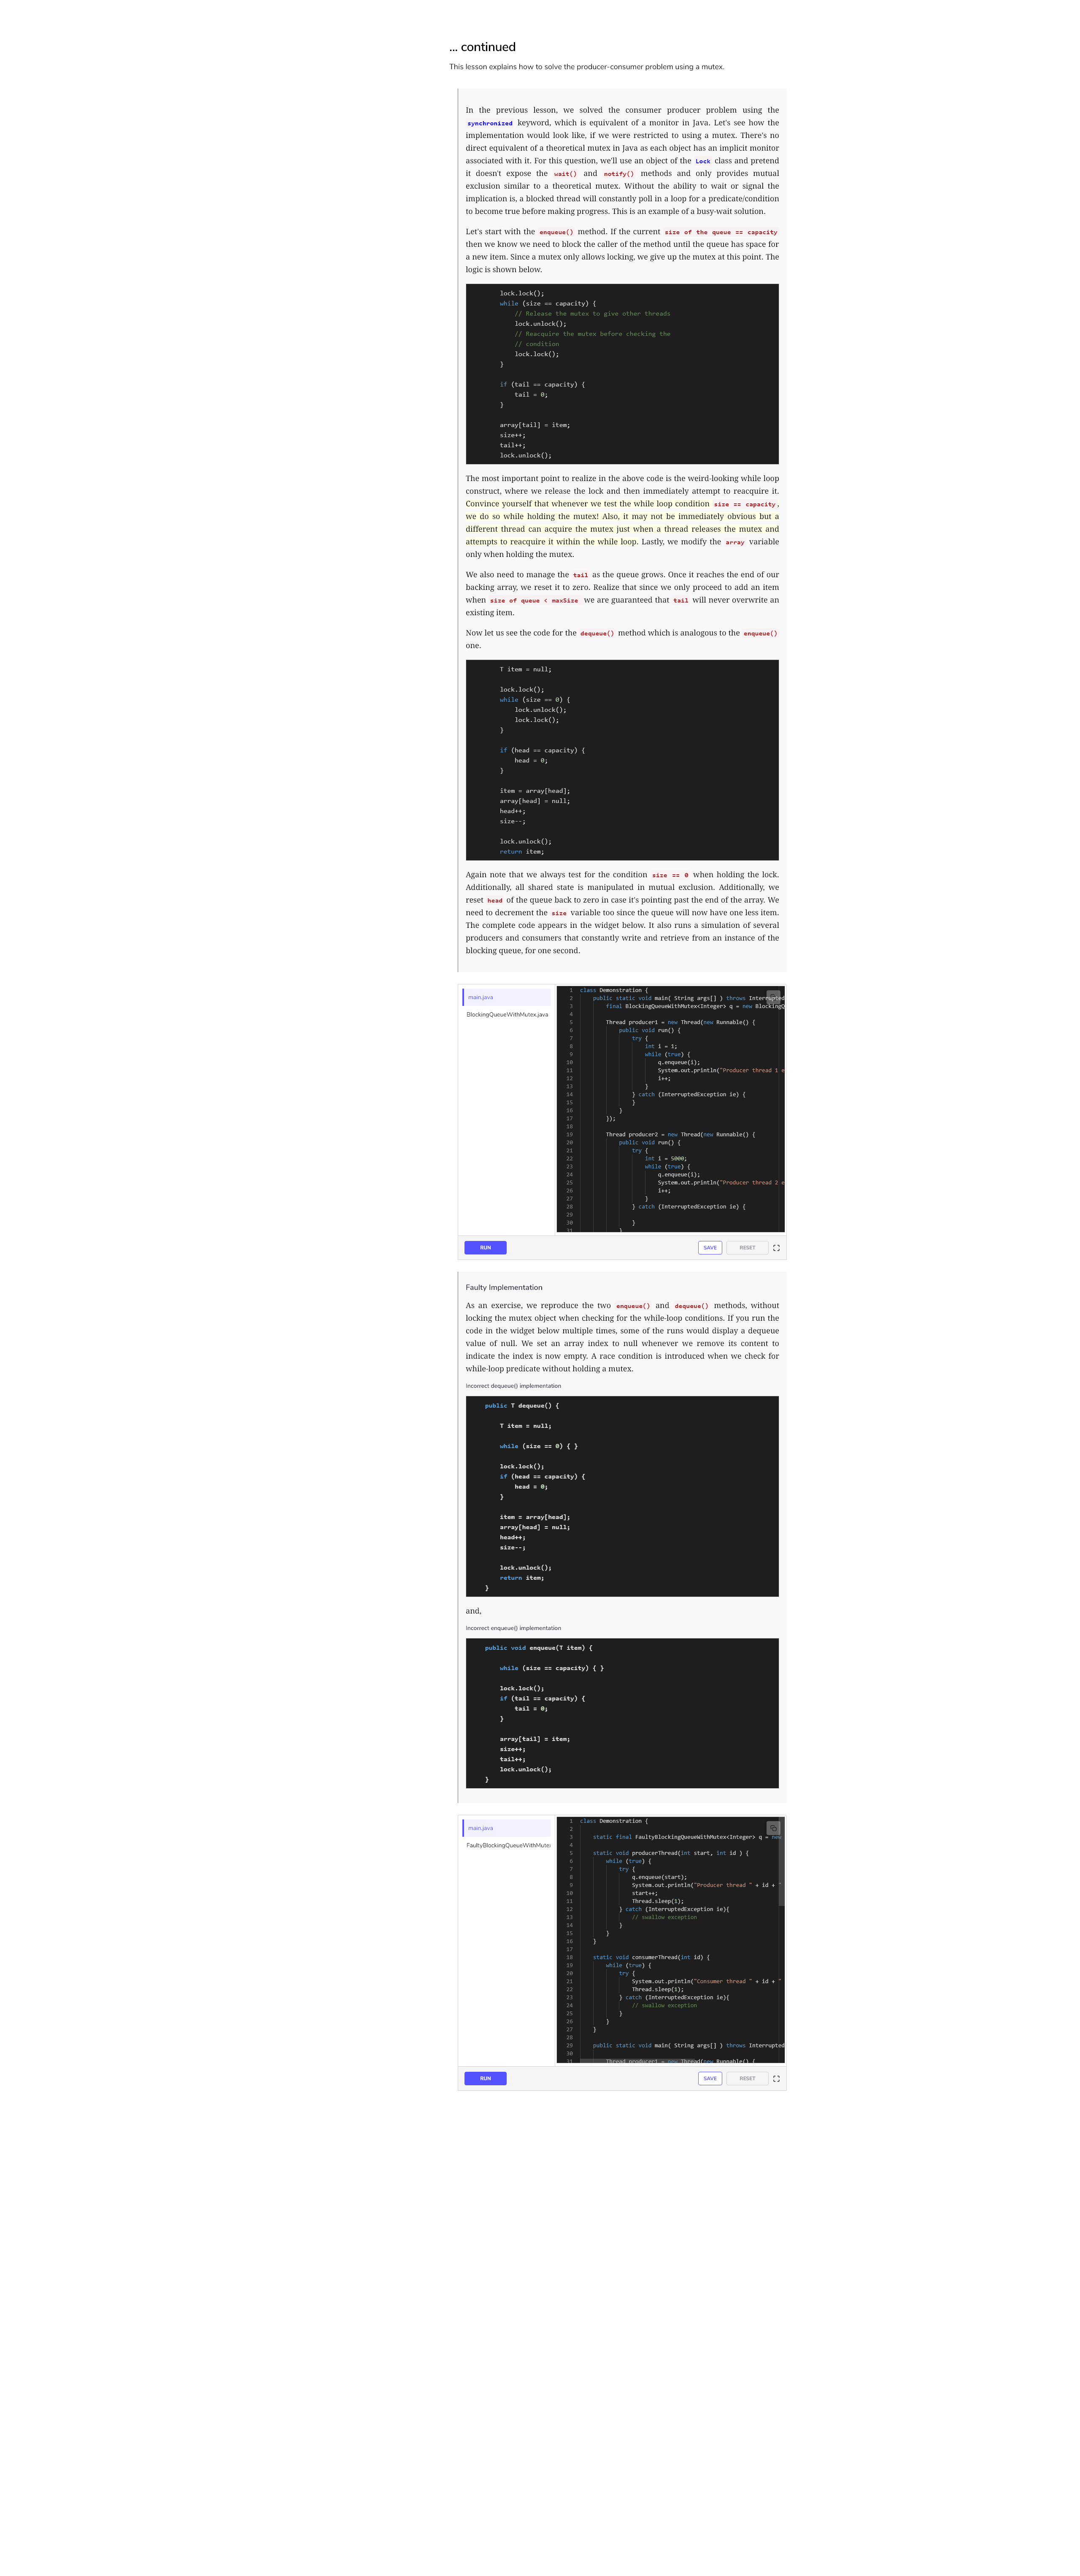 ... continued
This lesson explains how to solve the producer-consumer problem using a mutex.
In the previous lesson, we solved the consumer producer problem using the
synchronized keyword, which is equivalent of a monitor in Java. Let's see how the
implementation would look like, if we were restricted to using a mutex. There's no
direct equivalent of a theoretical mutex in Java as each object has an implicit monitor
associated with it. For this question, we'll use an object of the Lock class and pretend
it doesn't expose the wait() and notify() methods and only provides mutual
exclusion similar to a theoretical mutex. Without the ability to wait or signal the
implication is, a blocked thread will constantly poll in a loop for a predicate/condition
to become true before making progress. This is an example of a busy-wait solution.
Let's start with the enqueue() method. If the current size of the queue == capacity
then we know we need to block the caller of the method until the queue has space for
a new item. Since a mutex only allows locking, we give up the mutex at this point. The
logic is shown below.
lock.lock();
while (size == capacity) {
// Release the mutex to give other threads
lock.unlock();
// Reacquire the mutex before checking the
// condition
lock.lock();
}
if (tail == capacity) {
tail = 0;
}
array[tail] = item;
size++;
tail++;
lock.unlock();
The most important point to realize in the above code is the weird-looking while loop
construct, where we release the lock and then immediately attempt to reacquire it.
Convince yourself that whenever we test the while loop condition size == capacity,
we do so while holding the mutex! Also, it may not be immediately obvious but a
different thread can acquire the mutex just when a thread releases the mutex and
attempts to reacquire it within the while loop. Lastly, we modify the array variable
only when holding the mutex.
We also need to manage the tail as the queue grows. Once it reaches the end of our
backing array, we reset it to zero. Realize that since we only proceed to add an item
when size of queue < maxSize we are guaranteed that tail will never overwrite an
existing item.
Now let us see the code for the dequeue() method which is analogous to the enqueue()
one.
T item = null;
lock.lock();
while (size == 0) {
lock.unlock();
lock.lock();
}
if (head == capacity) {
head = 0;
}
item = array[head];
array[head] = null;
head++;
size--;
lock.unlock();
return item;
Again note that we always test for the condition size == 0 when holding the lock.
Additionally, all shared state is manipulated in mutual exclusion. Additionally, we
reset head of the queue back to zero in case it's pointing past the end of the array. We
need to decrement the size variable too since the queue will now have one less item.
The complete code appears in the widget below. It also runs a simulation of several
producers and consumers that constantly write and retrieve from an instance of the
blocking queue, for one second.
main.java
BlockingQueueWithMutex.java
1 class Demonstration {
2 public static void main( String args[] ) throws Interrupted
3 final BlockingQueueWithMutex<Integer> q = new BlockingQ
4
5 Thread producer1 = new Thread(new Runnable() {
6 public void run() {
7 try {
8 int i = 1;
9 while (true) {
10 q.enqueue(i);
11 System.out.println("Producer thread 1 e
12 i++;
13 }
14 } catch (InterruptedException ie) {
15 }
16 }
17 });
18
19 Thread producer2 = new Thread(new Runnable() {
20 public void run() {
21 try {
22 int i = 5000;
23 while (true) {
24 q.enqueue(i);
25 System.out.println("Producer thread 2 e
26 i++;
27 }
28 } catch (InterruptedException ie) {
29
30 }
31 }
RUN SAVE RESET
Faulty Implementation
As an exercise, we reproduce the two enqueue() and dequeue() methods, without
locking the mutex object when checking for the while-loop conditions. If you run the
code in the widget below multiple times, some of the runs would display a dequeue
value of null. We set an array index to null whenever we remove its content to
indicate the index is now empty. A race condition is introduced when we check for
while-loop predicate without holding a mutex.
Incorrect dequeue() implementation
public T dequeue() {
T item = null;
while (size == 0) { }
lock.lock();
if (head == capacity) {
head = 0;
}
item = array[head];
array[head] = null;
head++;
size--;
lock.unlock();
return item;
}
and,
Incorrect enqueue() implementation
public void enqueue(T item) {
while (size == capacity) { }
lock.lock();
if (tail == capacity) {
tail = 0;
}
array[tail] = item;
size++;
tail++;
lock.unlock();
}
main.java
FaultyBlockingQueueWithMutex
1 class Demonstration {
2
3 static final FaultyBlockingQueueWithMutex<Integer> q = new
4
5 static void producerThread(int start, int id ) {
6 while (true) {
7 try {
8 q.enqueue(start);
9 System.out.println("Producer thread " + id + "
10 start++;
11 Thread.sleep(1);
12 } catch (InterruptedException ie){
13 // swallow exception
14 }
15 }
16 }
17
18 static void consumerThread(int id) {
19 while (true) {
20 try {
21 System.out.println("Consumer thread " + id + "
22 Thread.sleep(1);
23 } catch (InterruptedException ie){
24 // swallow exception
25 }
26 }
27 }
28
29 public static void main( String args[] ) throws Interrupted
30
31 Thread producer1 = new Thread(new Runnable() {
RUN SAVE RESET